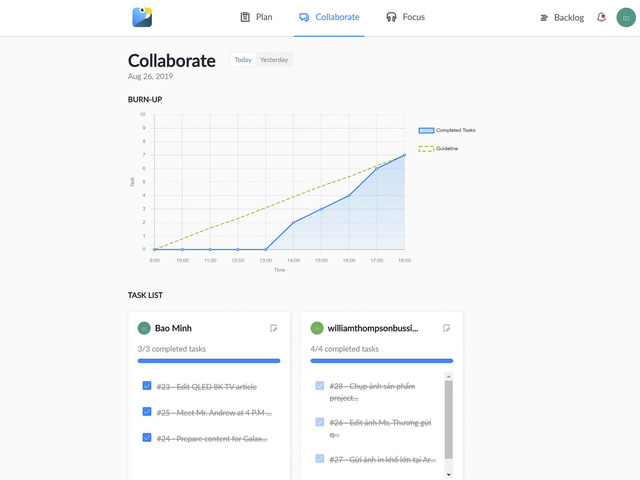 Plan
Collaborate
Focus
Backlog
Collaborate
Today
Yesterday
Aug 26, 2019
BURN-UP
10
9
8
7
6
5
4
3
2
1
0
Task
9:00
10:00
11:00
12:00
13:00
14:00
15:00
16:00
17:00
18:00
Time
Completed Tasks
Guideline
TASK LIST
Bao Minh
3/3 completed tasks
#23 - Edit QLED 8K TV article
#25 - Meet Mr. Andrew at 4 P.M ...
#24 - Prepare content for Galax...
williamthompsonbussi...
4/4 completed tasks
#28 - Chụp ảnh sản phẩm
project...
#26 - Edit ảnh Ms. Thương gửi
q...
#27 - Gửi ảnh in khổ lớn tại Ar...